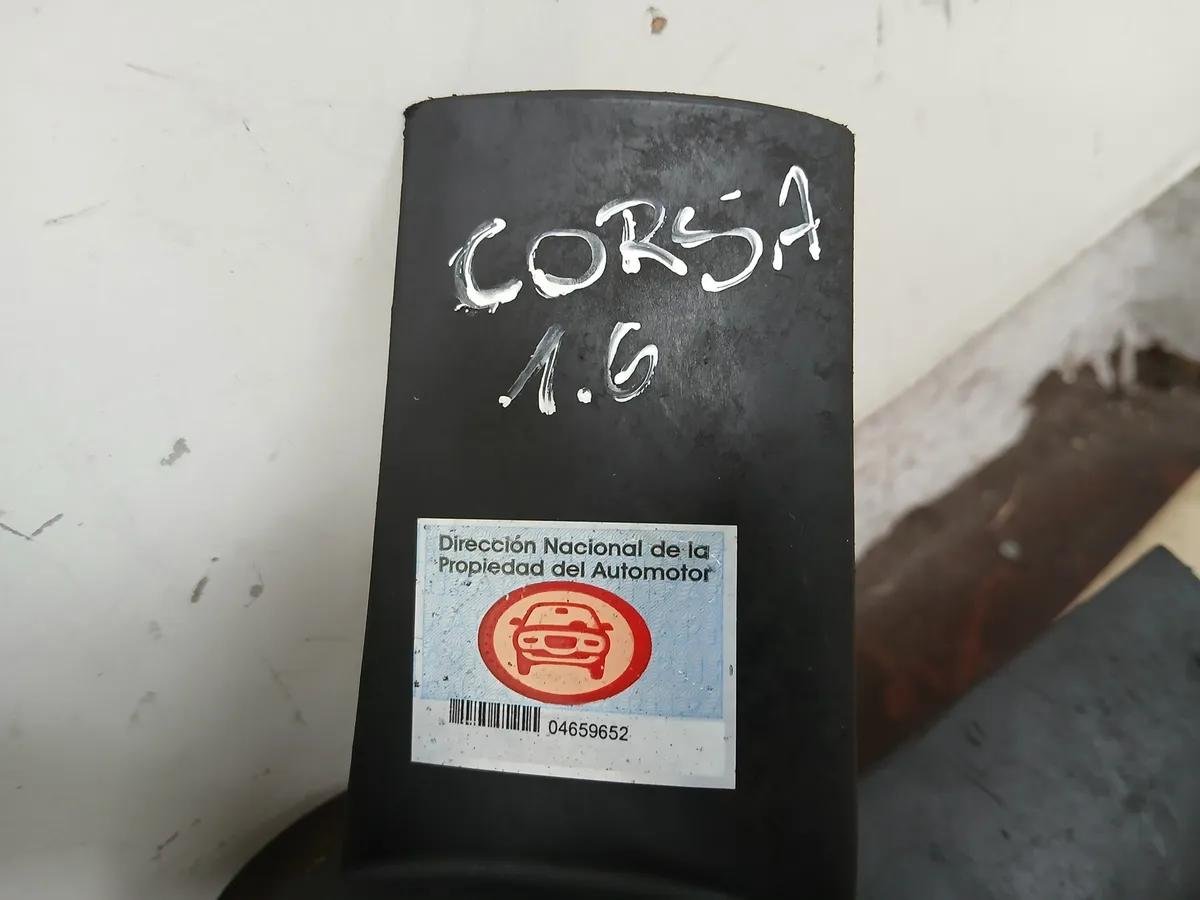 CORSA
1.6
Dirección Nacional de la
Propiedad del Automotor
04659652